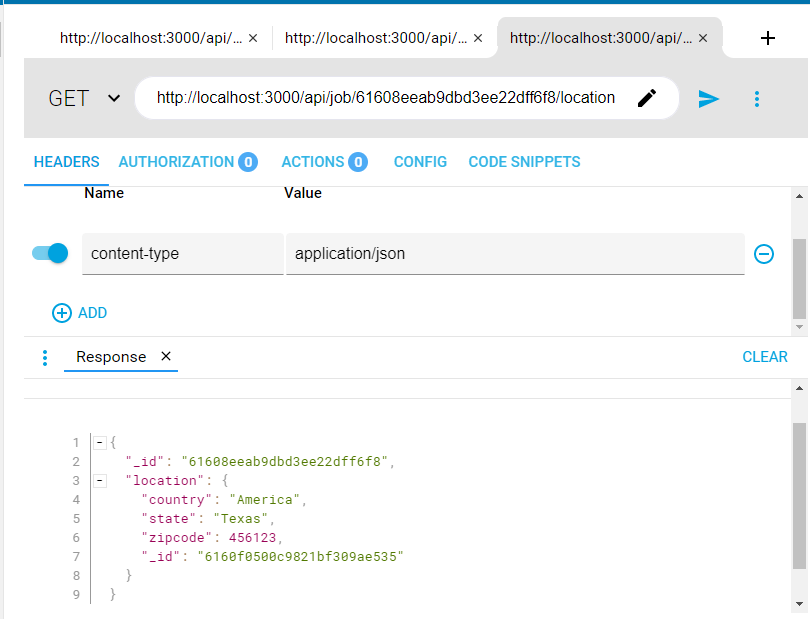 http://localhost:3000/api/... × http://localhost:3000/api/... × http://localhost:3000/api/... × +
GET http://localhost:3000/api/job/61608eeab9dbd3ee22dff6f8/location
HEADERS AUTHORIZATION 0 ACTIONS 0 CONFIG CODE SNIPPETS
Name Value
content-type application/json
ADD
Response × CLEAR
1 {
2 "_id": "61608eeab9dbd3ee22dff6f8",
3 "location": {
4 "country": "America",
5 "state": "Texas",
6 "zipcode": 456123,
7 "_id": "6160f0500c9821bf309ae535"
8 }
9 }